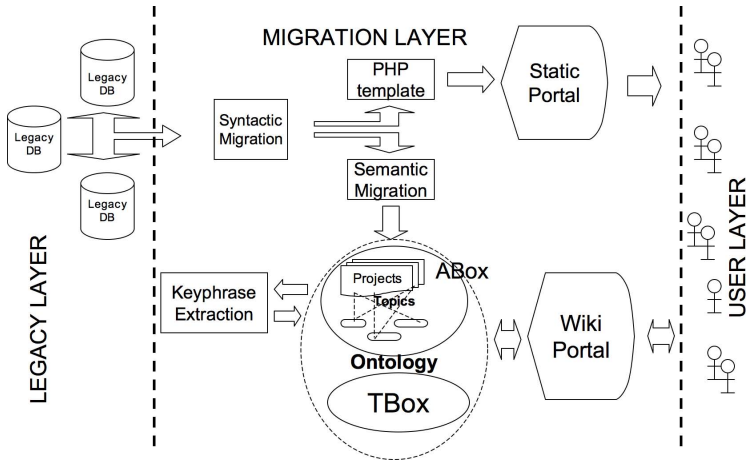 MIGRATION LAYER
Legacy
DB
Legacy
DB
Legacy
DB
Syntactic
Migration
PHP
template
Static
Portal
Semantic
Migration
Keyphrase
Extraction
Projects
ABox
Topics
Ontology
TBox
Wiki
Portal
LEGACY LAYER
USER LAYER